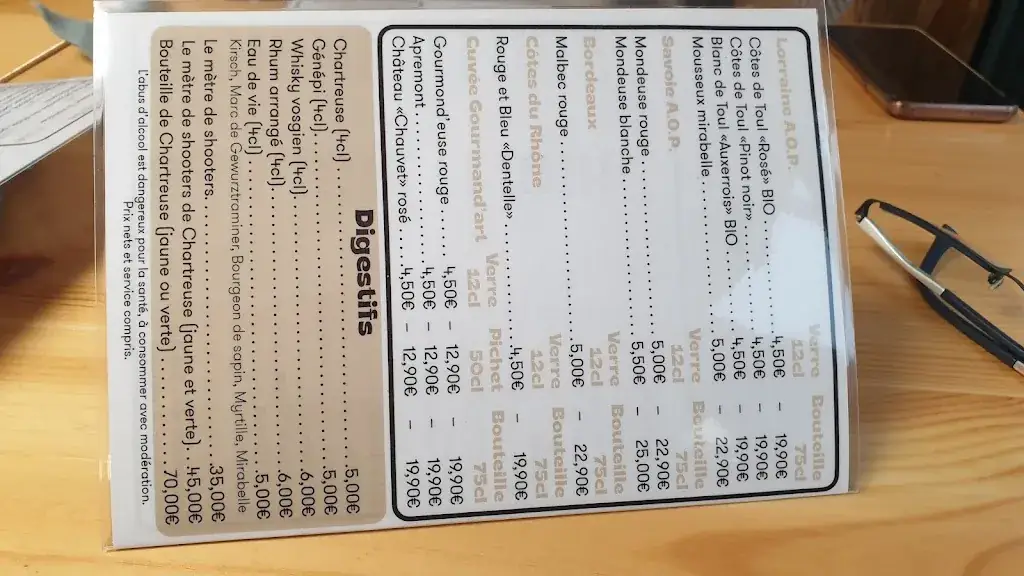 Lorraine A.O.P. Verre Bouteille
12cl 75cl
Côtes de Toul «Rosé» BIO ..........4,50€ – 19,90€
Côtes de Toul «Pinot noir» ..........4,50€ – 19,90€
Blanc de Toul «Auxerrois» BIO ..........4,50€ – 19,90€
Mousseux mirabelle ..........5,00€ – 22,90€
Savoie A.O.P. Verre Bouteille
12cl 75cl
Mondeuse rouge ..........5,00€ – 22,90€
Mondeuse blanche ..........5,50€ – 25,00€
Bordeaux Verre Bouteille
12cl 75cl
Malbec rouge ..........5,00€ – 22,90€
Côtes du Rhône Verre Bouteille
12cl 75cl
Rouge et Bleu «Dentelle» ..........4,50€ – 19,90€
Cuvée Gourmand'art Verre Pichet Bouteille
12cl 50cl 75cl
Gourmond'euse rouge ..........4,50€ – 12,90€ – 19,90€
Apremont ..........4,50€ – 12,90€ – 19,90€
Château «Chauvet» rosé ..........4,50€ – 12,90€ – 19,90€
Digestifs
Chartreuse (4cl) ..........5,00€
Génépi (4cl) ..........5,00€
Whisky vosgien (4cl) ..........6,00€
Rhum arrangé (4cl) ..........6,00€
Eau de vie (4cl) ..........5,00€
Kirsch, Marc de Gewurztraminer, Bourgeon de sapin, Myrtille, Mirabelle
Le mètre de shooters ..........35,00€
Le mètre de shooters de Chartreuse (jaune et verte) ..........45,00€
Bouteille de Chartreuse (jaune ou verte) ..........70,00€
L'abus d'alcool est dangereux pour la santé, à consommer avec modération.
Prix nets et service compris.